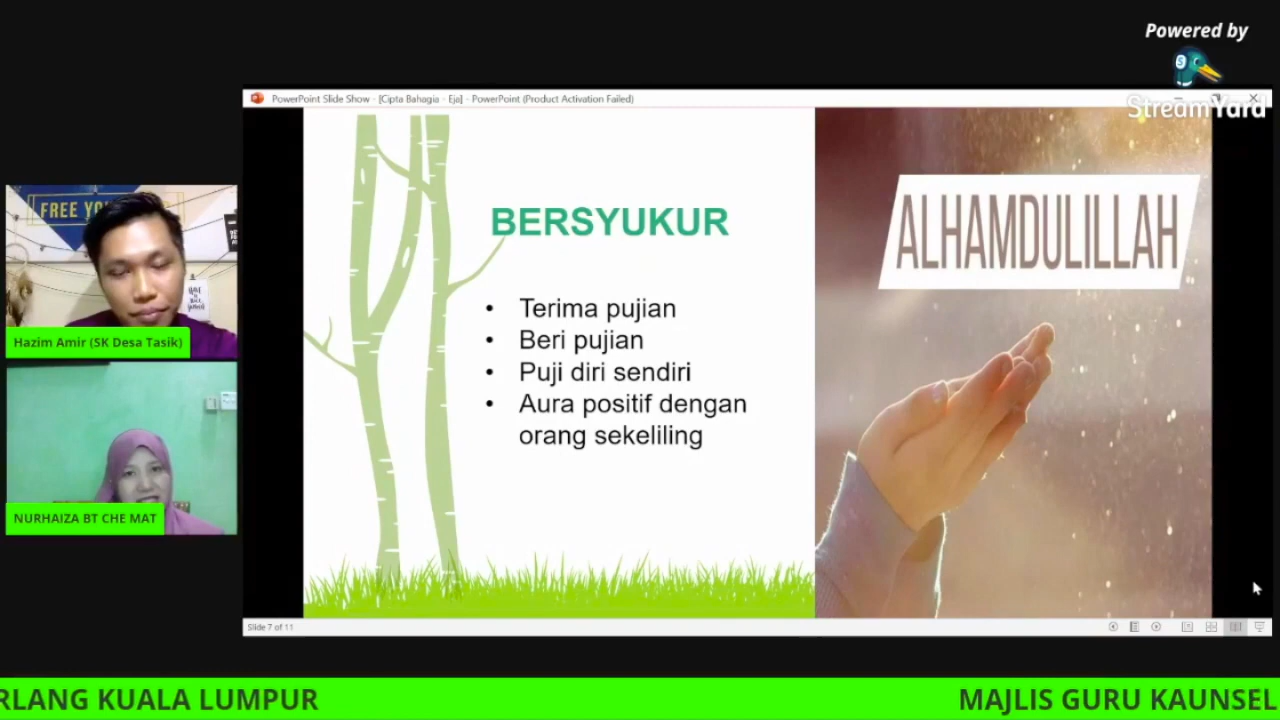 Powered by
StreamYard
PowerPoint Slide Show - [Cipta Bahagia - Eja] - PowerPoint (Product Activation Failed)
FREE
Hazim Amir (SK Desa Tasik)
NURHAIZA BT CHE MAT
BERSYUKUR
• Terima pujian
• Beri pujian
• Puji diri sendiri
• Aura positif dengan
orang sekeliling
ALHAMDULILLAH
Slide 7 of 11
RLANG KUALA LUMPUR
MAJLIS GURU KAUNSEL